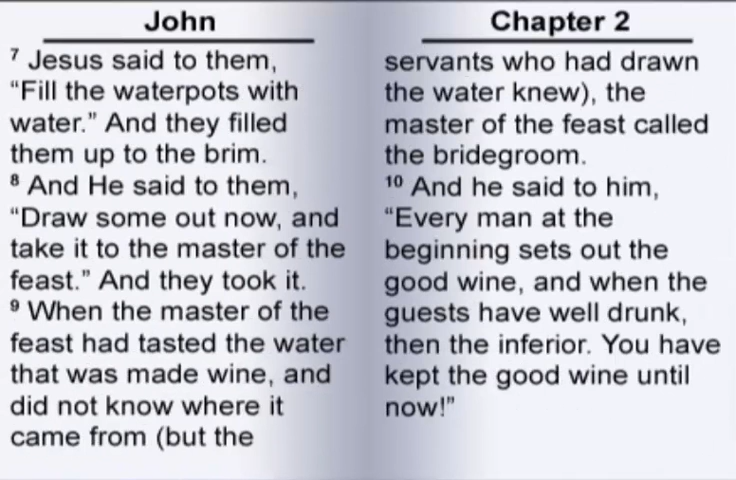 John
7 Jesus said to them,
“Fill the waterpots with
water.” And they filled
them up to the brim.
8 And He said to them,
“Draw some out now, and
take it to the master of the
feast.” And they took it.
9 When the master of the
feast had tasted the water
that was made wine, and
did not know where it
came from (but the
Chapter 2
servants who had drawn
the water knew), the
master of the feast called
the bridegroom.
10 And he said to him,
“Every man at the
beginning sets out the
good wine, and when the
guests have well drunk,
then the inferior. You have
kept the good wine until
now!”